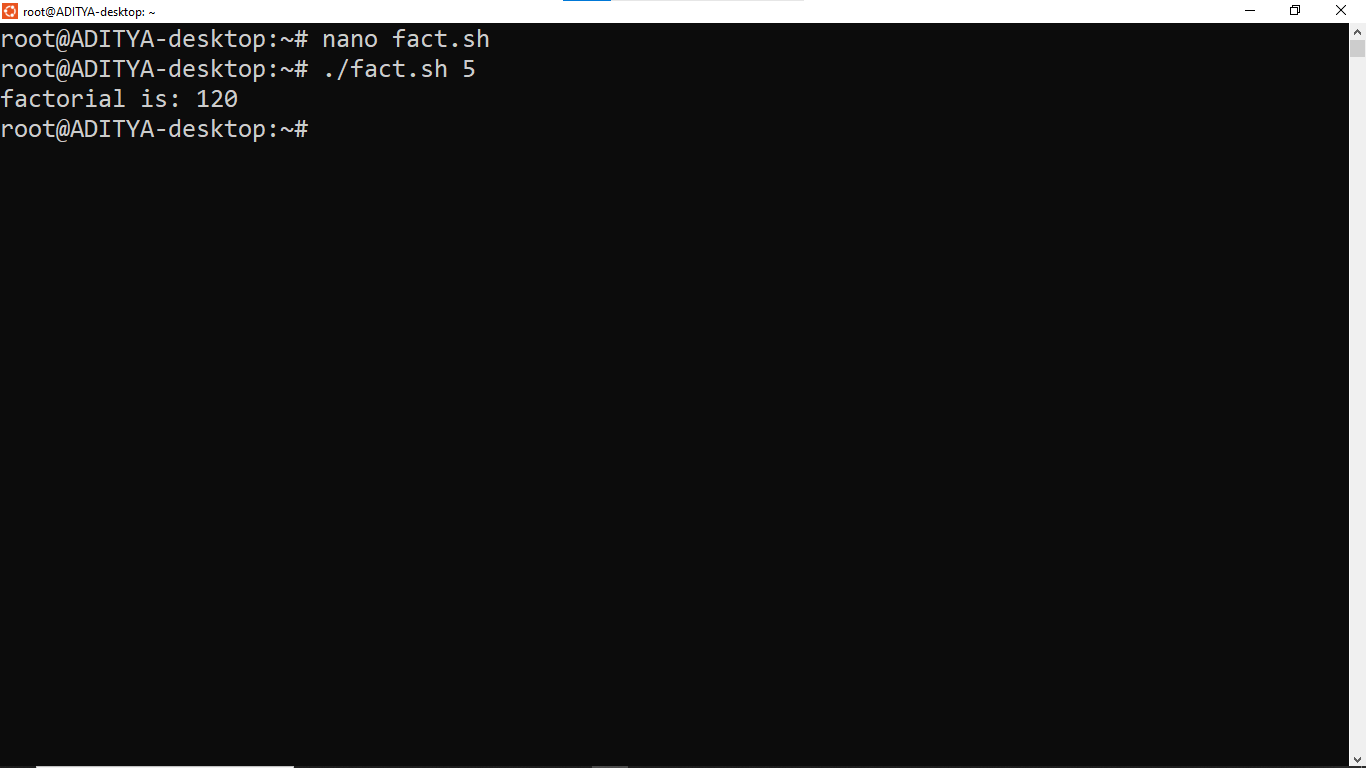 root@ADITYA-desktop: ~
root@ADITYA-desktop:~# nano fact.sh
root@ADITYA-desktop:~# ./fact.sh 5
factorial is: 120
root@ADITYA-desktop:~#